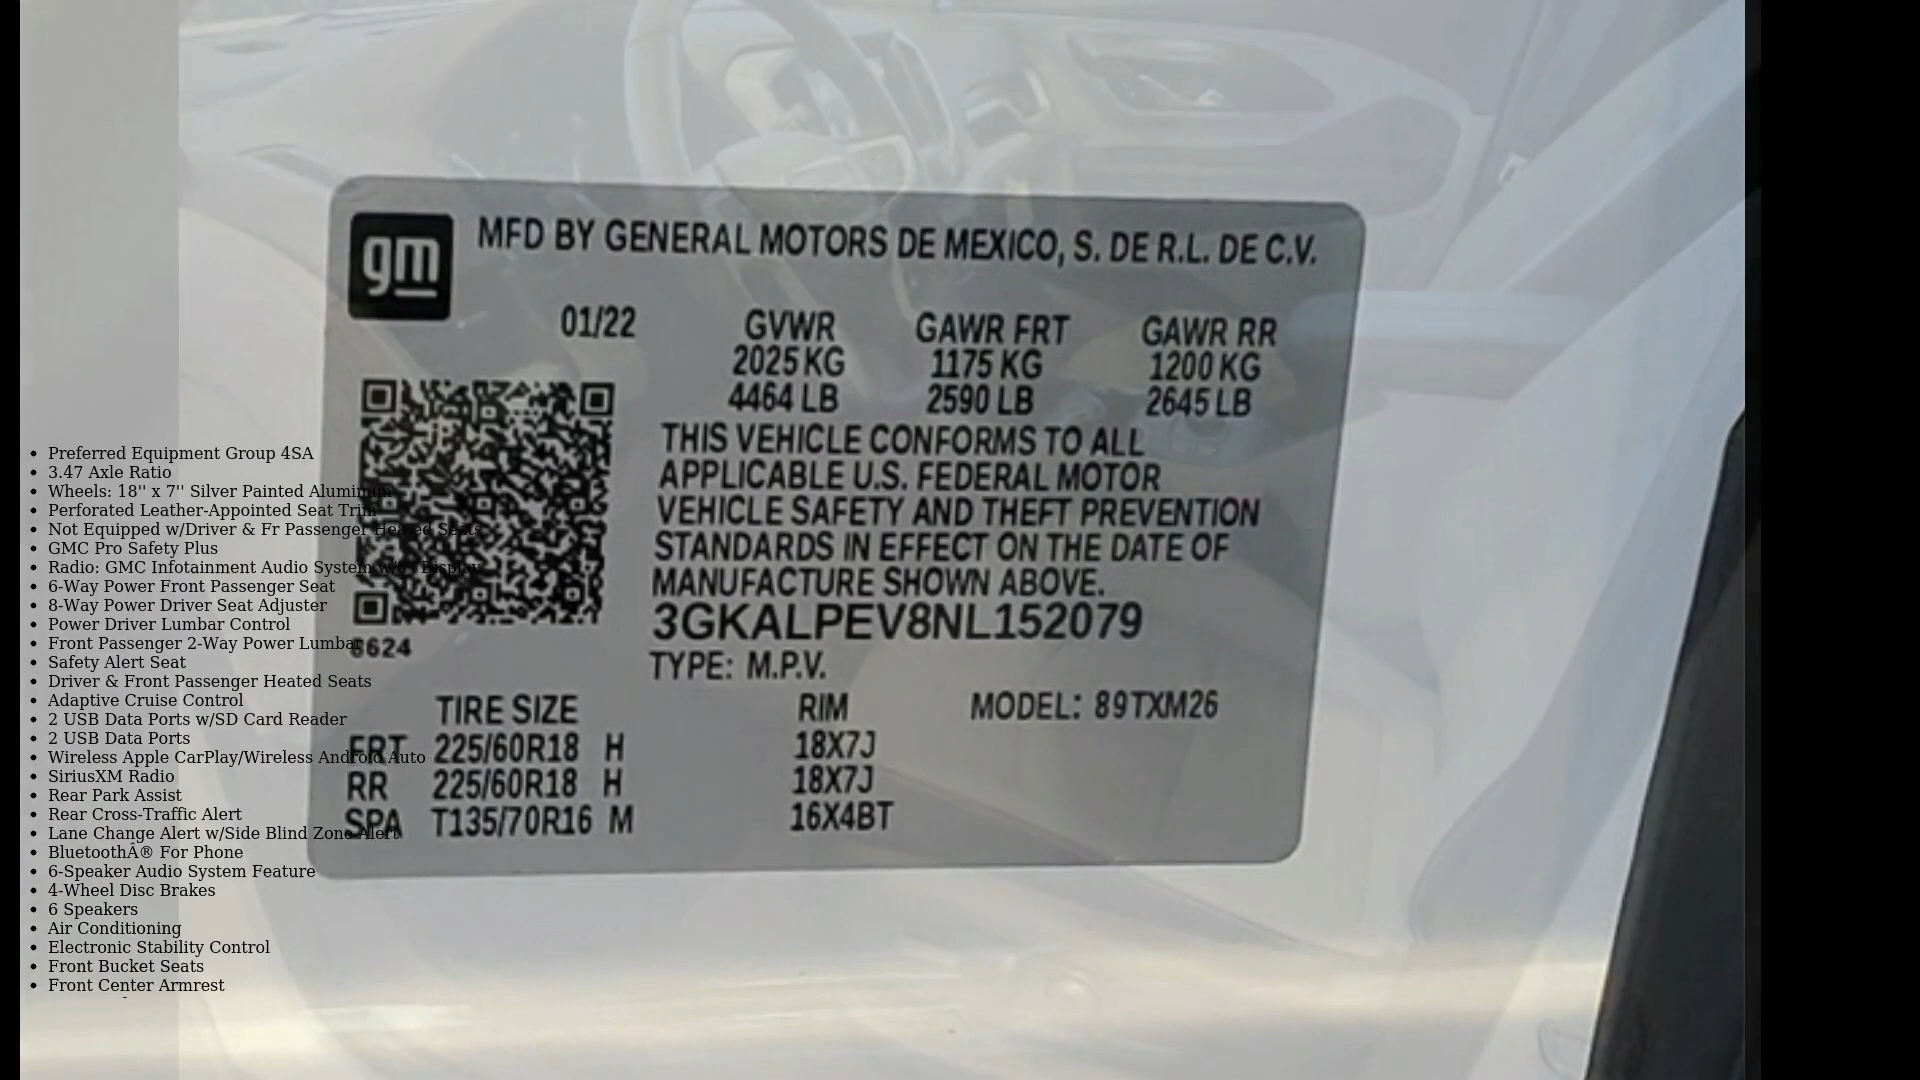 gm
MFD BY GENERAL MOTORS DE MEXICO, S. DE R.L. DE C.V.
01/22 GVWR GAWR FRT GAWR RR
2025 KG 1175 KG 1200 KG
4464 LB 2590 LB 2645 LB
THIS VEHICLE CONFORMS TO ALL
APPLICABLE U.S. FEDERAL MOTOR
VEHICLE SAFETY AND THEFT PREVENTION
STANDARDS IN EFFECT ON THE DATE OF
MANUFACTURE SHOWN ABOVE.
3GKALPEV8NL152079
6624
TYPE: M.P.V.
TIRE SIZE RIM MODEL: 89TXM26
FRT 225/60R18 H 18X7J
RR 225/60R18 H 18X7J
SPA T135/70R16 M 16X4BT
• Preferred Equipment Group 4SA
• 3.47 Axle Ratio
• Wheels: 18'' x 7'' Silver Painted Aluminum
• Perforated Leather-Appointed Seat Trim
• Not Equipped w/Driver & Fr Passenger Heated Seats
• GMC Pro Safety Plus
• Radio: GMC Infotainment Audio System Display
• 6-Way Power Front Passenger Seat
• 8-Way Power Driver Seat Adjuster
• Power Driver Lumbar Control
• Front Passenger 2-Way Power Lumbar
• Safety Alert Seat
• Driver & Front Passenger Heated Seats
• Adaptive Cruise Control
• 2 USB Data Ports w/SD Card Reader
• 2 USB Data Ports
• Wireless Apple CarPlay/Wireless Android Auto
• SiriusXM Radio
• Rear Park Assist
• Rear Cross-Traffic Alert
• Lane Change Alert w/Side Blind Zone Alert
• BluetoothÂ® For Phone
• 6-Speaker Audio System Feature
• 4-Wheel Disc Brakes
• 6 Speakers
• Air Conditioning
• Electronic Stability Control
• Front Bucket Seats
• Front Center Armrest